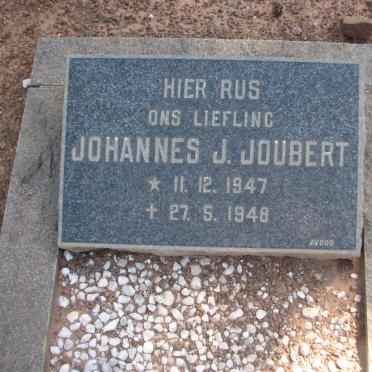 HIER RUS
ONS LIEFLING
JOHANNES J. JOUBERT
* 11. 12. 1947
+ 27. 5. 1948